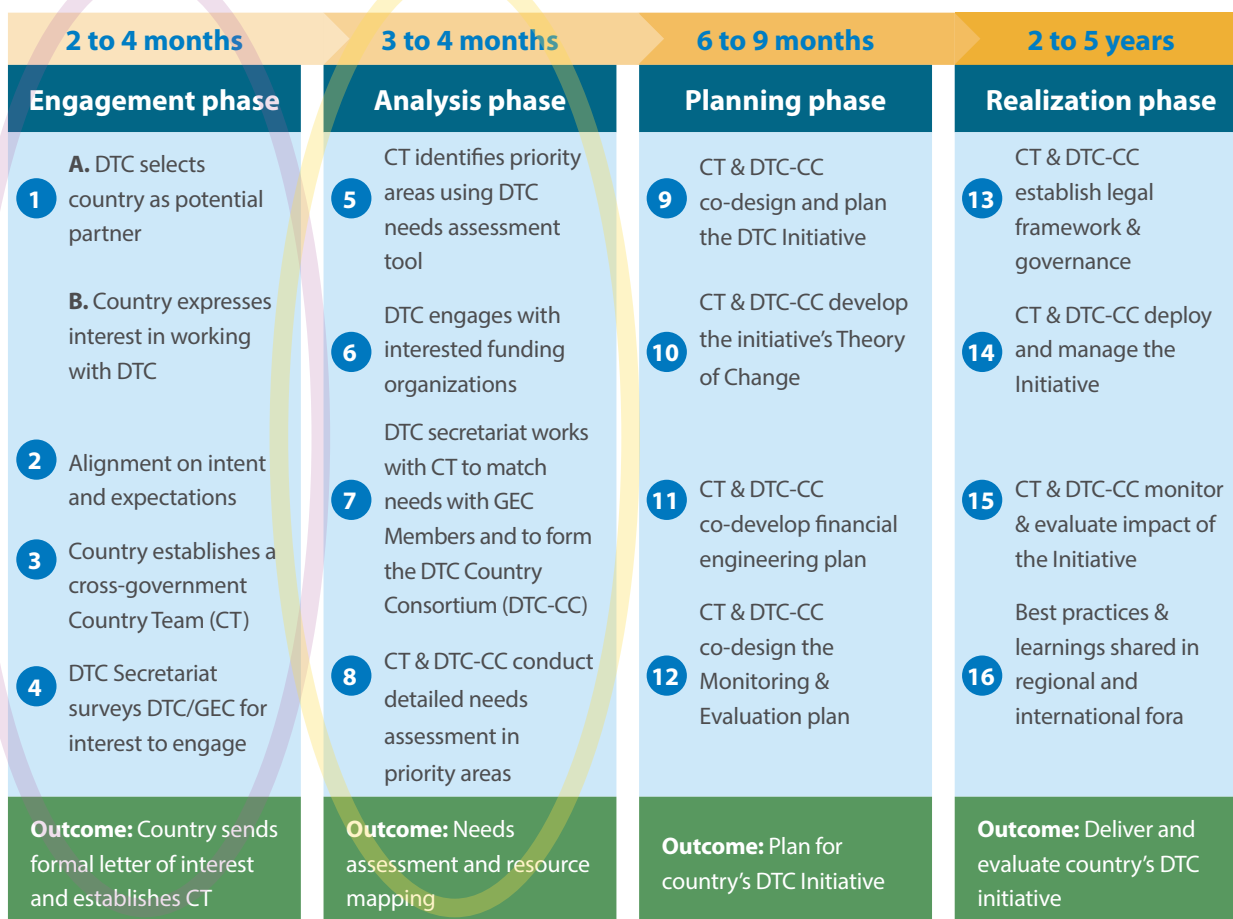 2 to 4 months
Engagement phase
1
A. DTC selects
country as potential
partner
B. Country expresses
interest in working
with DTC
2
Alignment on intent
and expectations
3
Country establishes a
cross-government
Country Team (CT)
4
DTC Secretariat
surveys DTC/GEC for
interest to engage
Outcome: Country sends
formal letter of interest
and establishes CT
3 to 4 months
Analysis phase
5
CT identifies priority
areas using DTC
needs assessment
tool
6
DTC engages with
interested funding
organizations
7
DTC secretariat works
with CT to match
needs with GEC
Members and to form
the DTC Country
Consortium (DTC-CC)
8
CT & DTC-CC conduct
detailed needs
assessment in
priority areas
Outcome: Needs
assessment and resource
mapping
6 to 9 months
Planning phase
9
CT & DTC-CC
co-design and plan
the DTC Initiative
10
CT & DTC-CC develop
the initiative's Theory
of Change
11
CT & DTC-CC
co-develop financial
engineering plan
12
CT & DTC-CC
co-design the
Monitoring &
Evaluation plan
Outcome: Plan for
country's DTC Initiative
2 to 5 years
Realization phase
13
CT & DTC-CC
establish legal
framework &
governance
14
CT & DTC-CC deploy
and manage the
Initiative
15
CT & DTC-CC monitor
& evaluate impact of
the Initiative
16
Best practices &
learnings shared in
regional and
international fora
Outcome: Deliver and
evaluate country's DTC
initiative